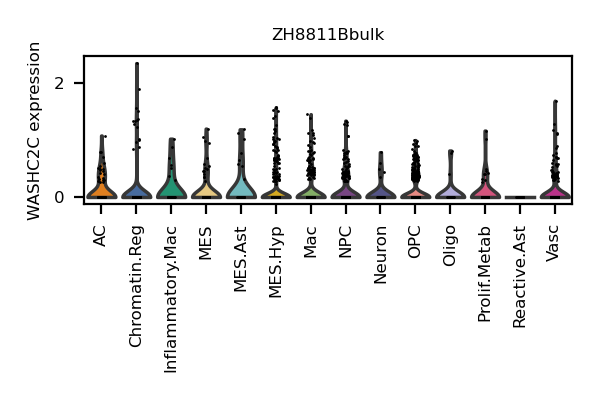 ZH8811Bbulk
WASHC2C expression
2
0
AC
Chromatin.Reg
Inflammatory.Mac
MES
MES.Ast
MES.Hyp
Mac
NPC
Neuron
OPC
Oligo
Prolif.Metab
Reactive.Ast
Vasc